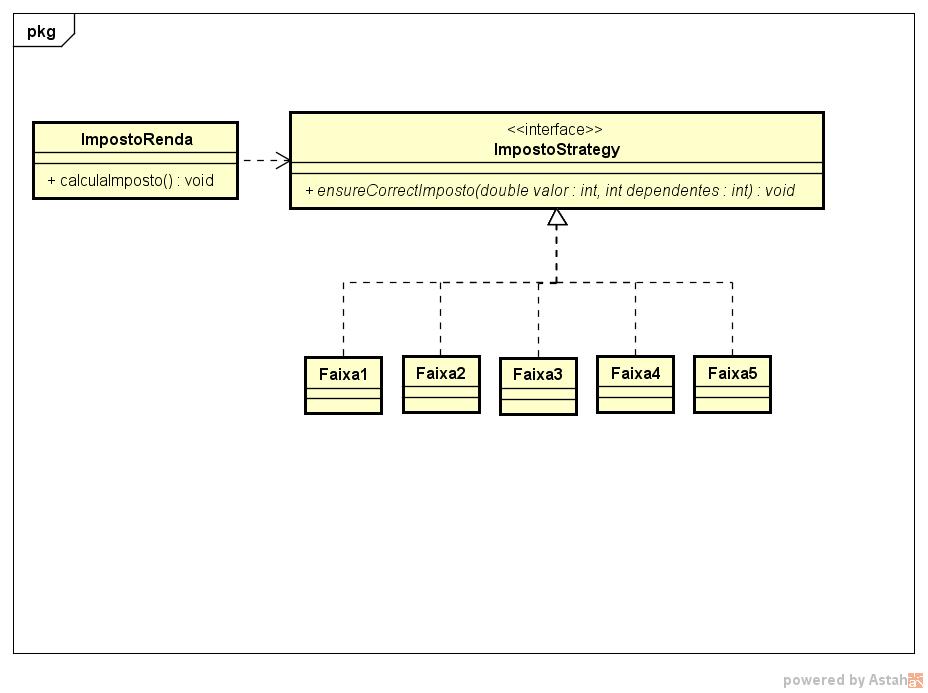 pkg
ImpostoRenda
+ calculaImposto() : void
<<interface>>
ImpostoStrategy
+ ensureCorrectImposto(double valor : int, int dependentes : int) : void
Faixa1
Faixa2
Faixa3
Faixa4
Faixa5
powered by Astah